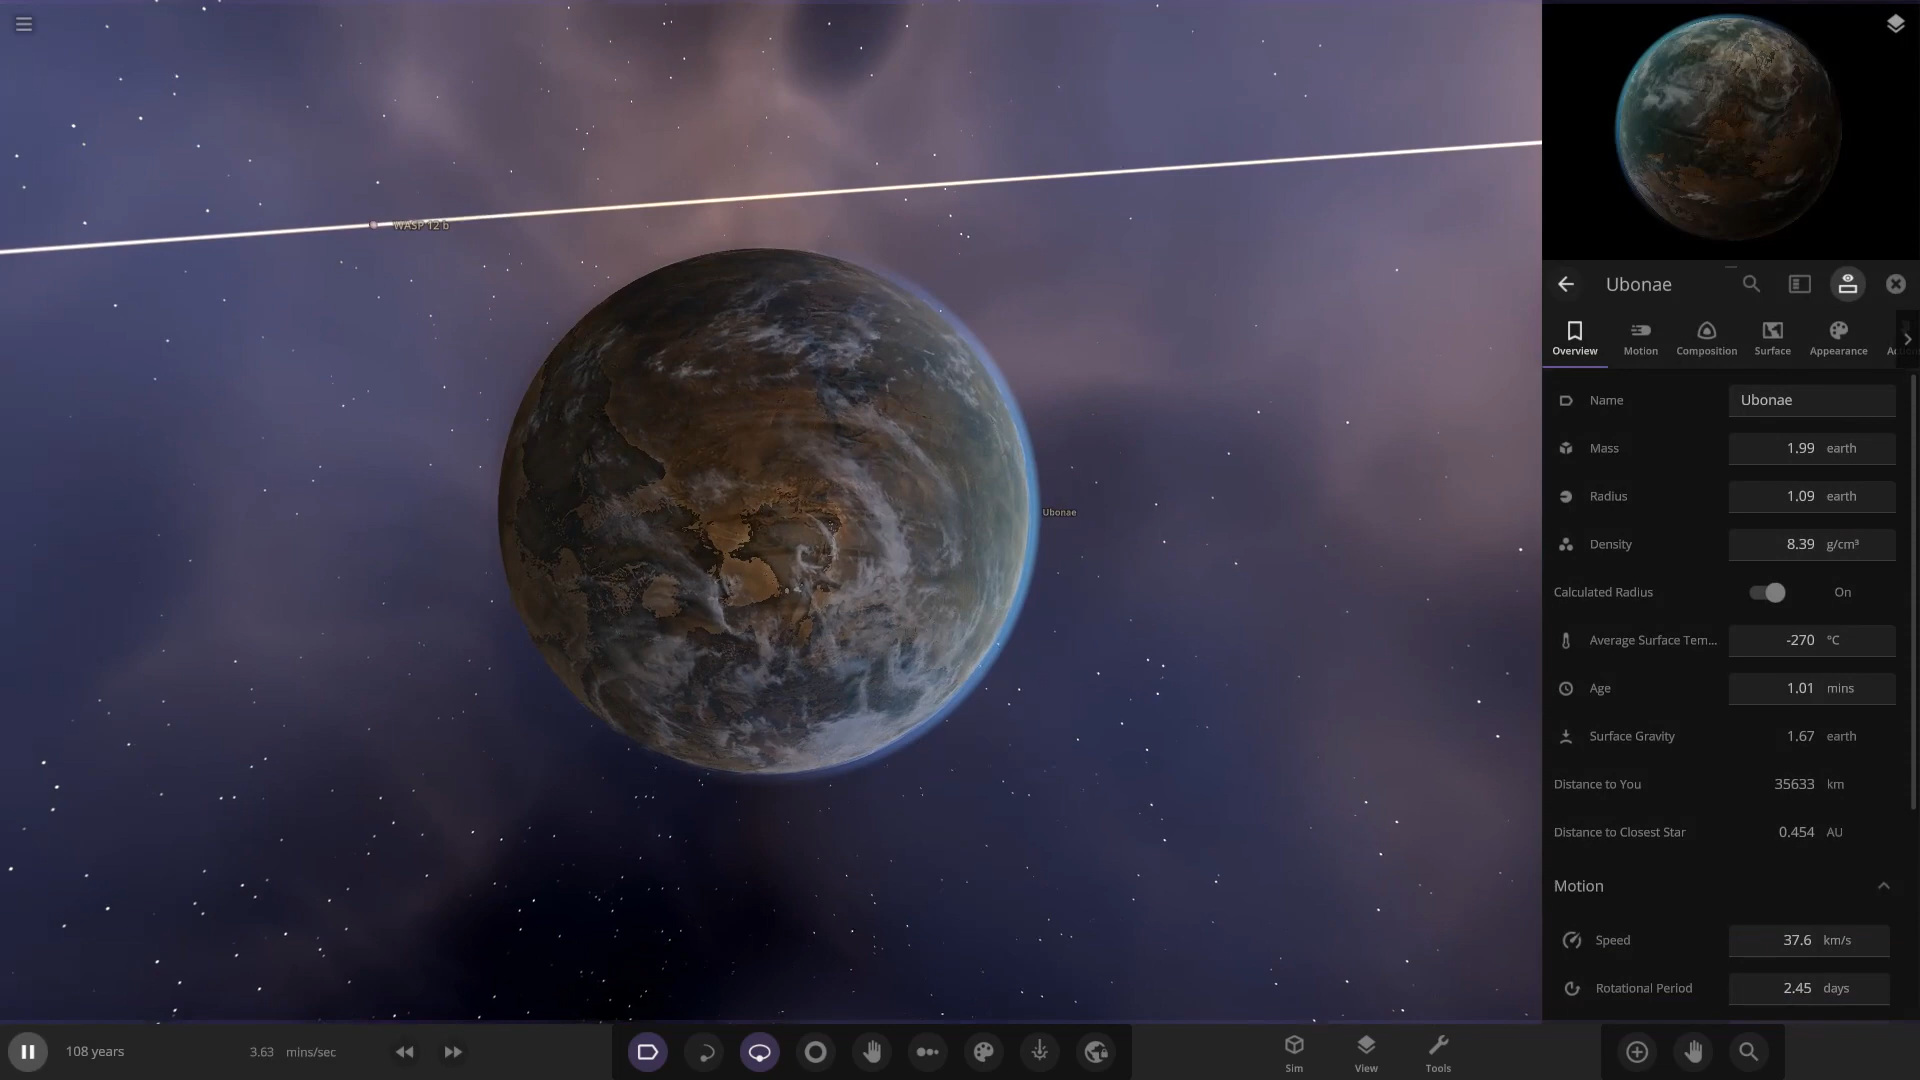 WASP 12 b
Ubonae
Ubonae
Overview
Motion
Composition
Surface
Appearance
Name Ubonae
Mass 1.99 earth
Radius 1.09 earth
Density 8.39 g/cm³
Calculated Radius On
Average Surface Tem... -270 °C
Age 1.01 mins
Surface Gravity 1.67 earth
Distance to You 35633 km
Distance to Closest Star 0.454 AU
Motion
Speed 37.6 km/s
Rotational Period 2.45 days
108 years
3.63 mins/sec
Sim
View
Tools